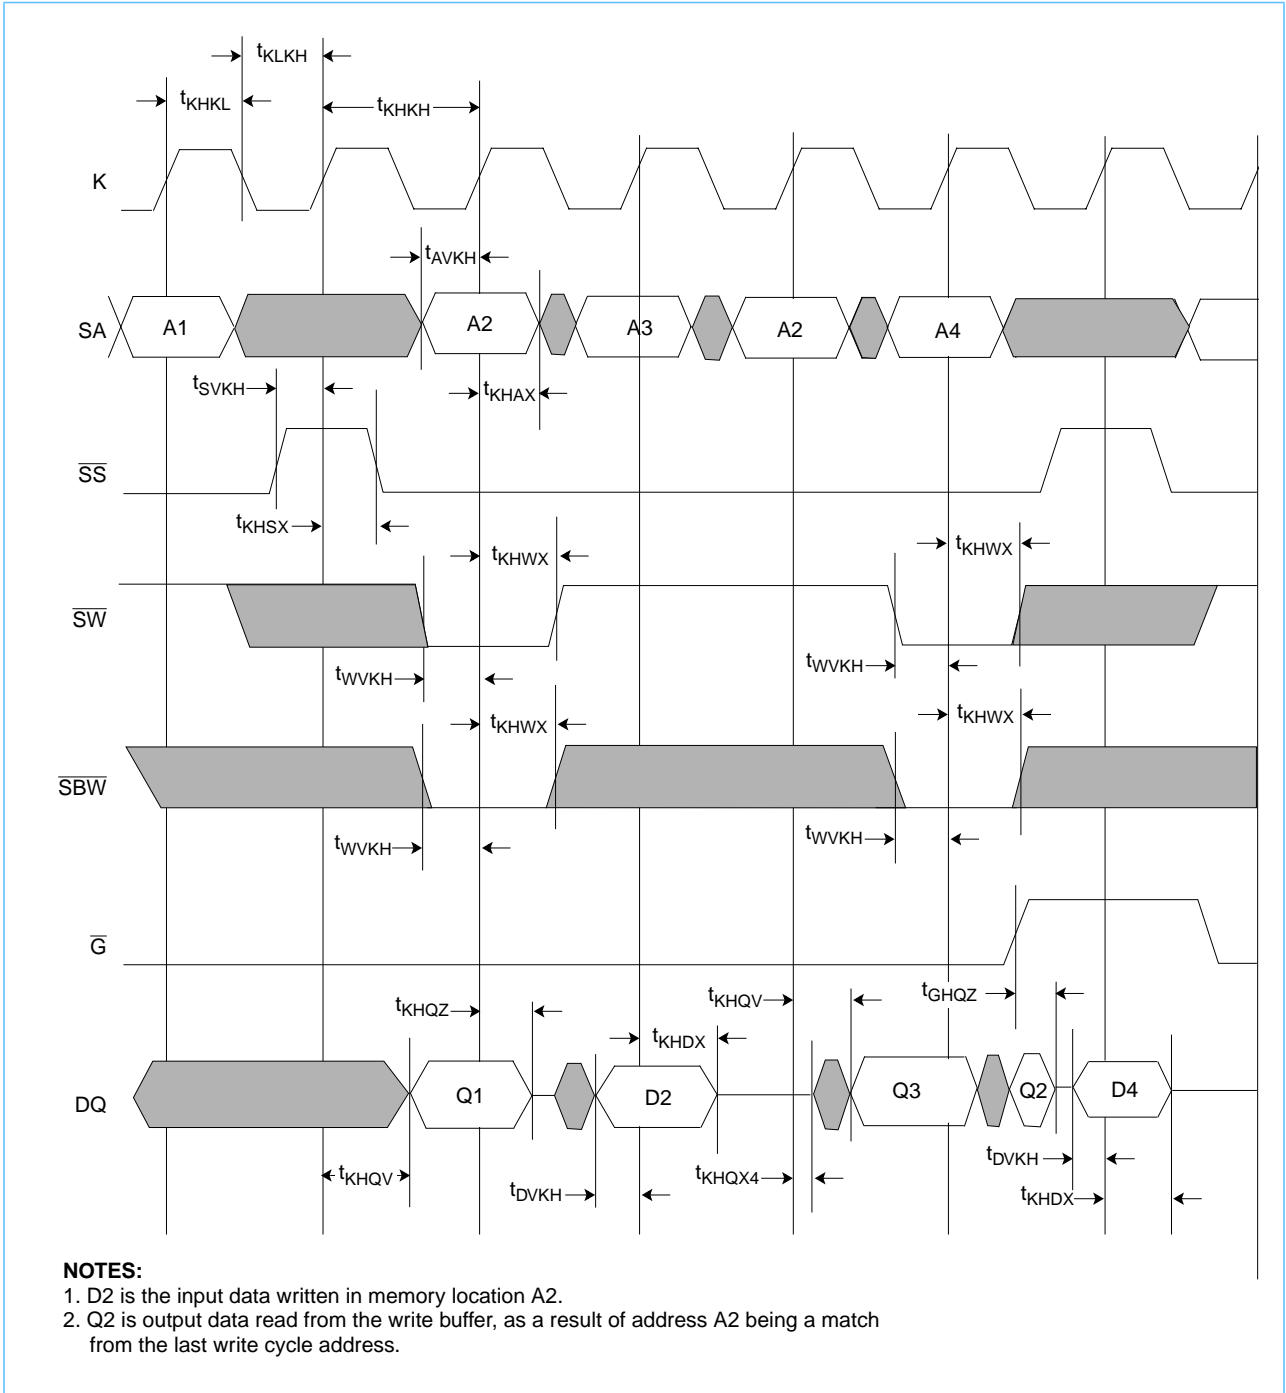 tKLKH
tKHKL
tKHKH
K
tAVKH
SA A1 A2 A3 A2 A4
tSVKH
tKHAX
SS
tKHSX
tKHWX
tKHWX
SW
tWVKH
tWVKH
tKHWX
tKHWX
SBW
tWVKH
tWVKH
G
tKHQZ
tKHQV
tGHQZ
tKHDX
DQ Q1 D2 Q3 Q2 D4
tKHQV
tDVKH
tKHQX4
tDVKH
tKHDX
NOTES:
1. D2 is the input data written in memory location A2.
2. Q2 is output data read from the write buffer, as a result of address A2 being a match
from the last write cycle address.